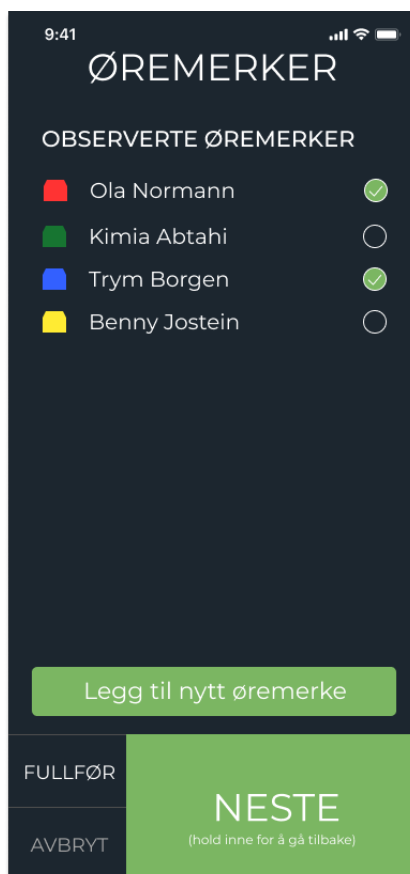 9:41
ØREMERKER
OBSERVERTE ØREMERKER
Ola Normann
Kimia Abtahi
Trym Borgen
Benny Jostein
Legg til nytt øremerke
FULLFØR
AVBRYT
NESTE
(hold inne for å gå tilbake)